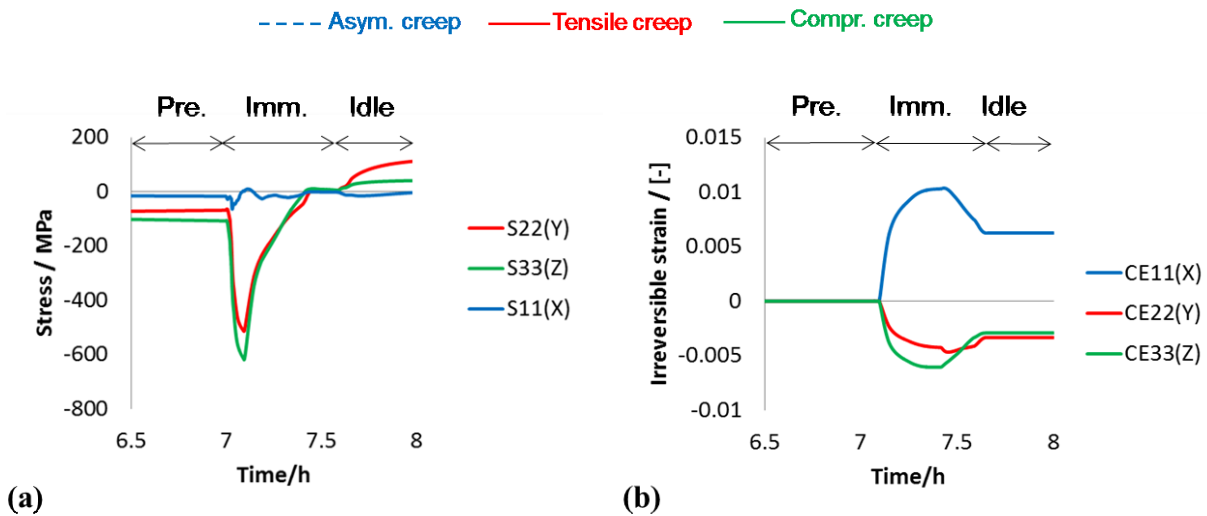 Asym. creep Tensile creep Compr. creep
Pre. Imm. Idle
200
0
-200
-400
-600
-800
Stress / MPa
6.5 7 7.5 8
Time/h
S22(Y)
S33(Z)
S11(X)
(a)
Pre. Imm. Idle
0.015
0.01
0.005
0
-0.005
-0.01
Irreversible strain / [-]
6.5 7 7.5 8
Time/h
CE11(X)
CE22(Y)
CE33(Z)
(b)